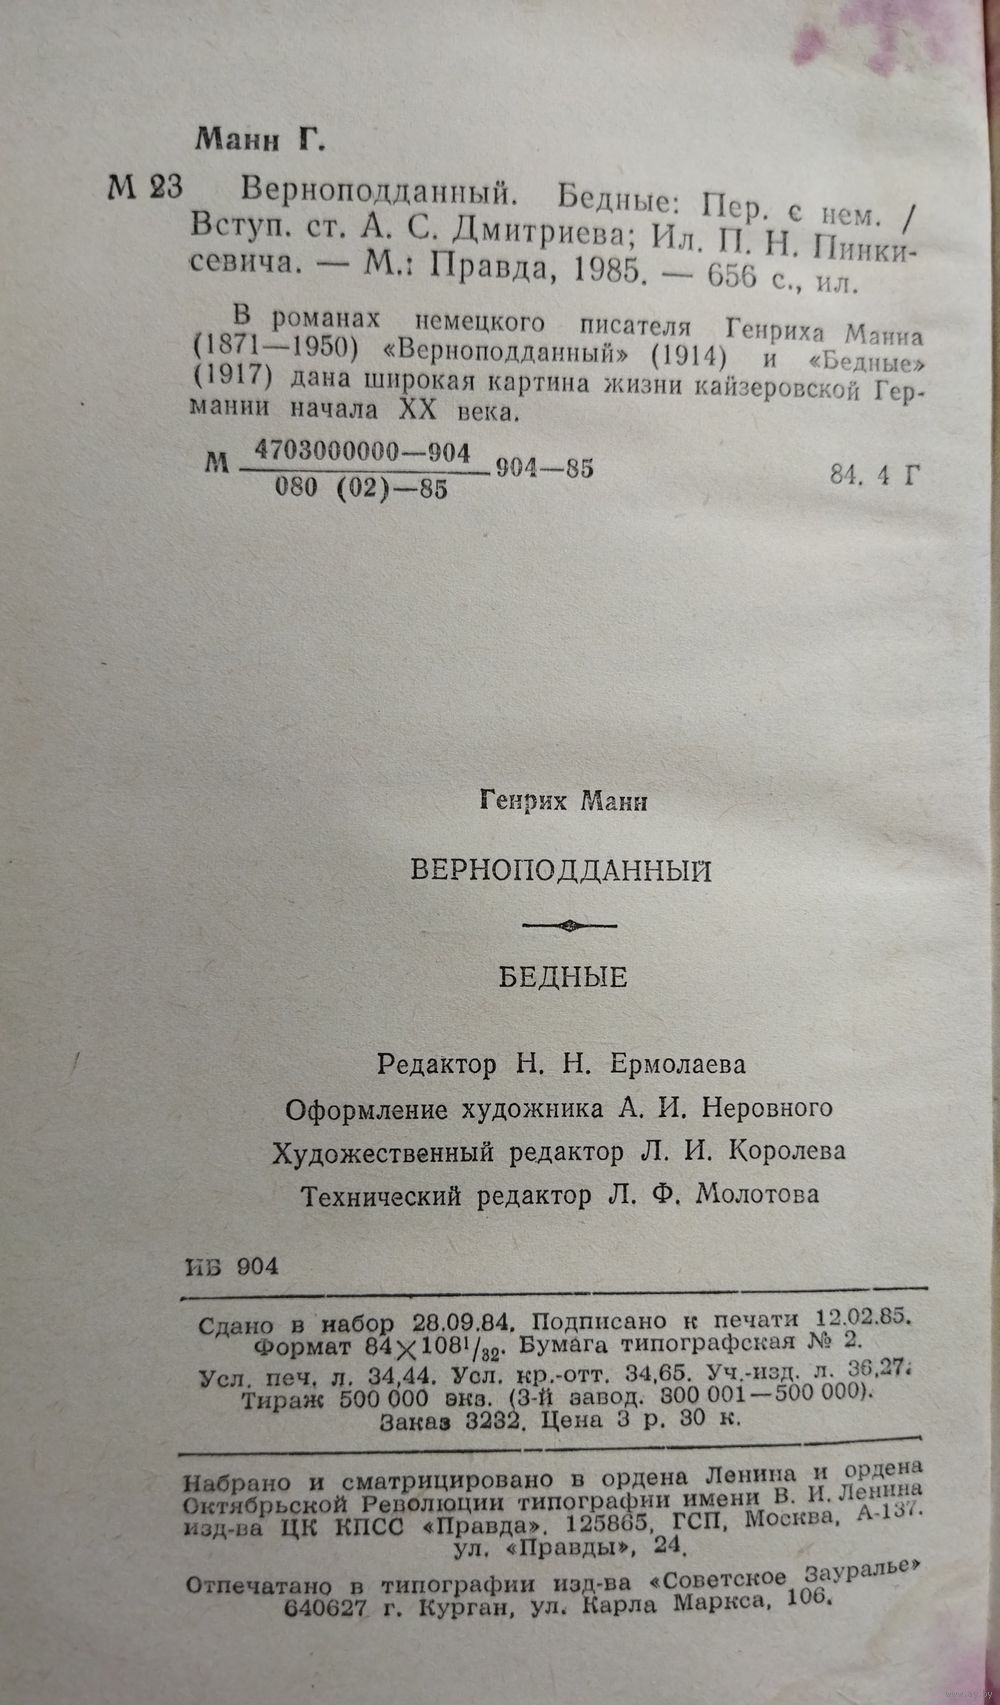 Манн Г.
М 23 Верноподданный. Бедные: Пер. с нем. /
Вступ. ст. А. С. Дмитриева; Ил. П. Н. Пинки-
севича. — М.: Правда, 1985. — 656 с., ил.
В романах немецкого писателя Генриха Манна
(1871—1950) «Верноподданный» (1914) и «Бедные»
(1917) дана широкая картина жизни кайзеровской Гер-
мании начала XX века.
4703000000—904
М 904—85 84. 4 Г
080 (02)—85
Генрих Манн
ВЕРНОПОДДАННЫЙ
БЕДНЫЕ
Редактор Н. Н. Ермолаева
Оформление художника А. И. Неровного
Художественный редактор Л. И. Королева
Технический редактор Л. Ф. Молотова
ИБ 904
Сдано в набор 28.09.84. Подписано к печати 12.02.85.
Формат 84×108¹/₃₂. Бумага типографская № 2.
Усл. печ. л. 34,44. Усл. кр.-отт. 34,65. Уч.-изд. л. 36,27.
Тираж 500 000 экз. (3-й завод. 300 001—500 000).
Заказ 3232. Цена 3 р. 30 к.
Набрано и сматрицировано в ордена Ленина и ордена
Октябрьской Революции типографии имени В. И. Ленина
изд-ва ЦК КПСС «Правда». 125865, ГСП, Москва, А-137.
ул. «Правды», 24.
Отпечатано в типографии изд-ва «Советское Зауралье»
640627 г. Курган, ул. Карла Маркса, 106.